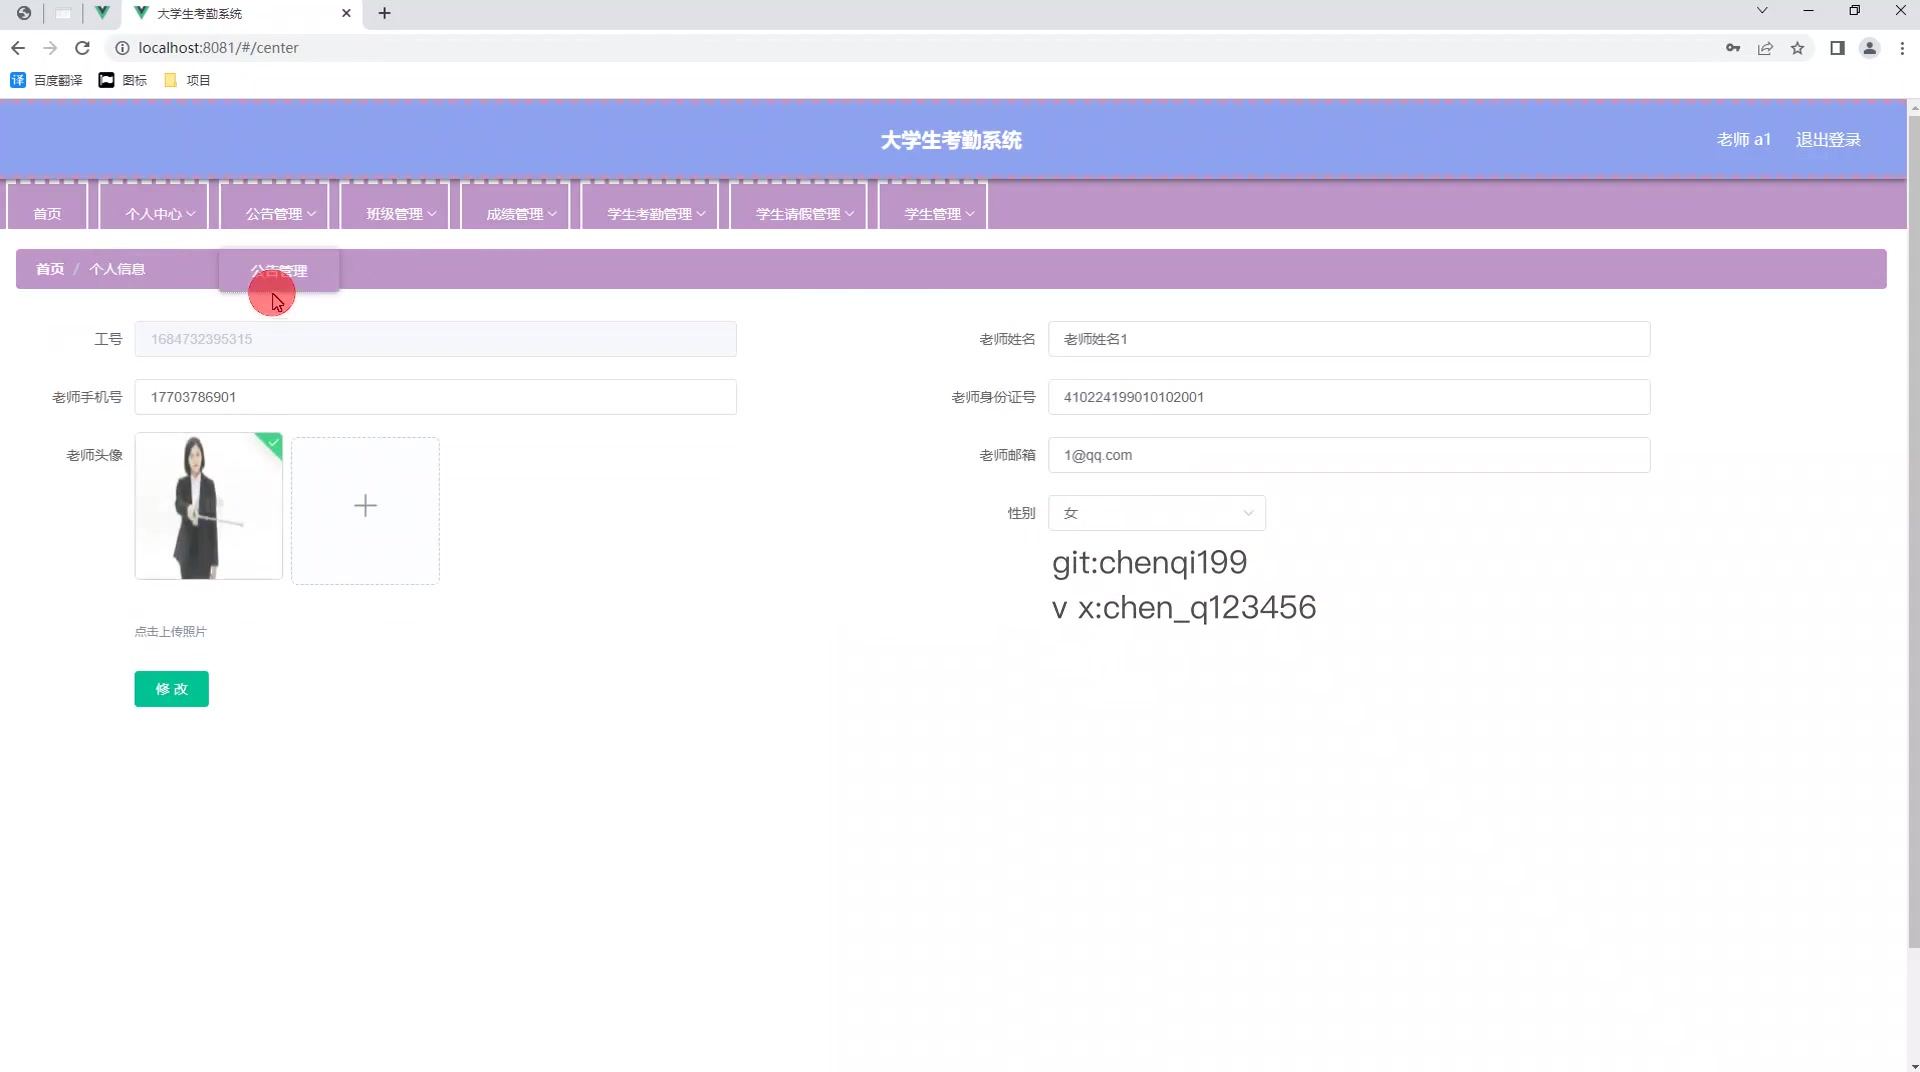 大学生考勤系统
localhost:8081/#/center
百度翻译 图标 项目
大学生考勤系统
老师 a1 退出登录
首页 个人中心 公告管理 班级管理 成绩管理 学生考勤管理 学生请假管理 学生管理
首页 / 个人信息
公告管理
工号 1684732395315
老师姓名 老师姓名1
老师手机号 17703786901
老师身份证号 410224199010102001
老师头像
老师邮箱 1@qq.com
性别 女
git:chenqi199
v x:chen_q123456
点击上传照片
修 改